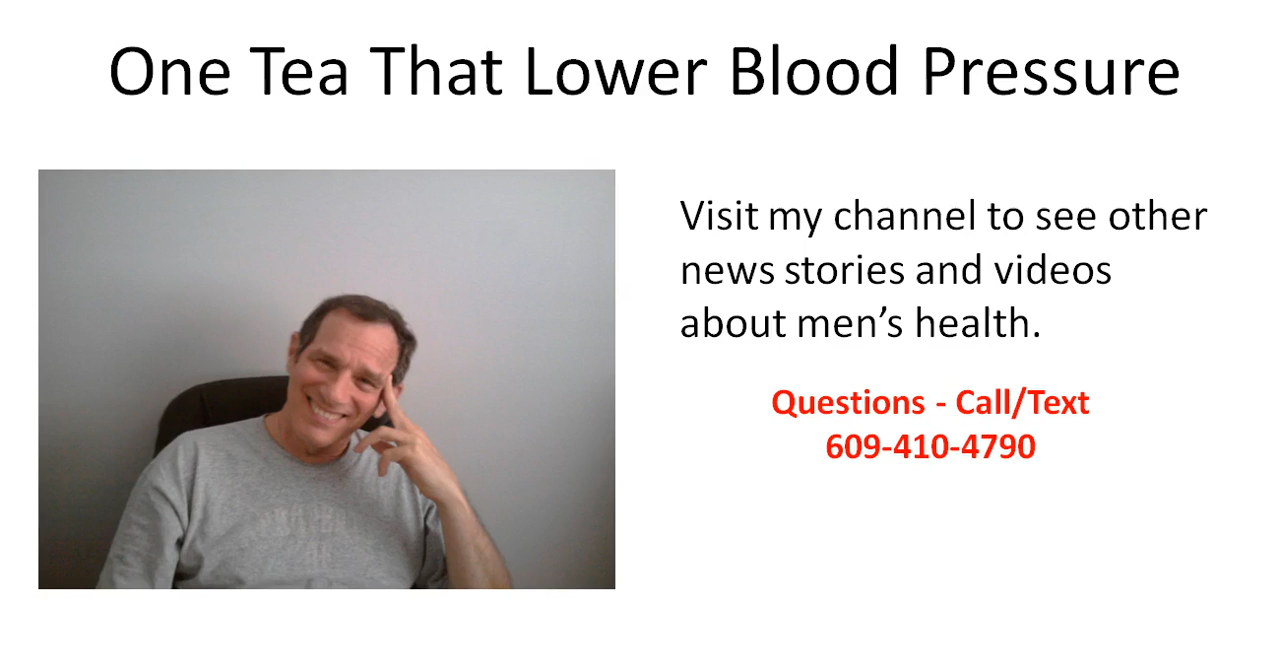 One Tea That Lower Blood Pressure
Visit my channel to see other
news stories and videos
about men’s health.
Questions - Call/Text
609-410-4790